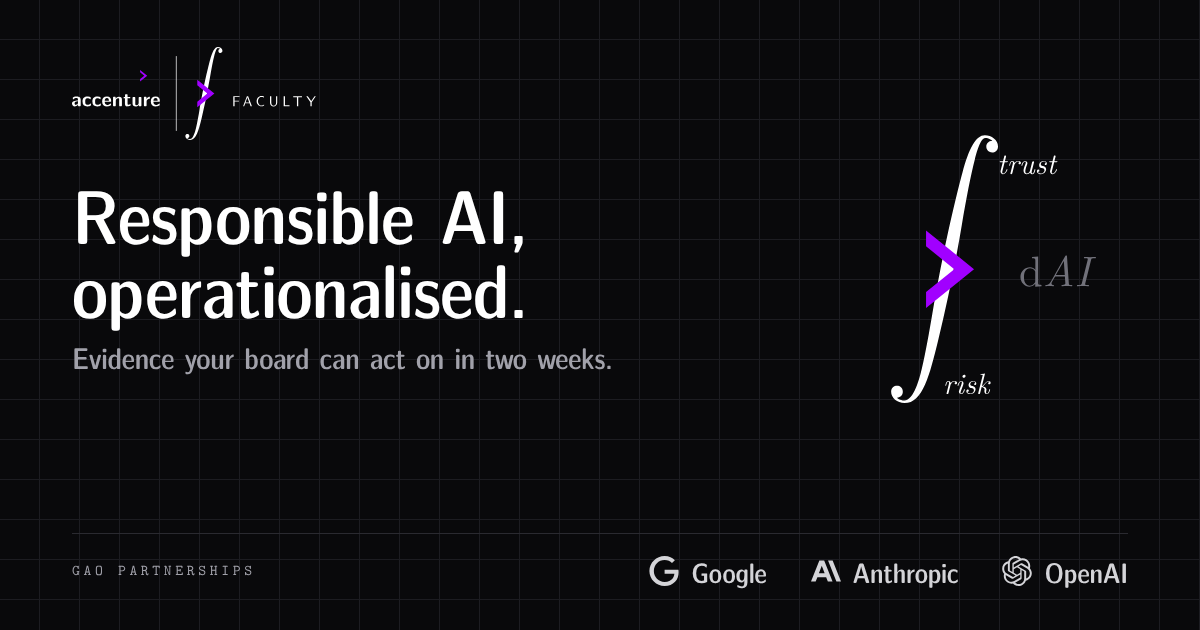 accenture
FACULTY
Responsible AI,
operationalised.
Evidence your board can act on in two weeks.
trust
dAI
risk
GAO PARTNERSHIPS
Google
Anthropic
OpenAI